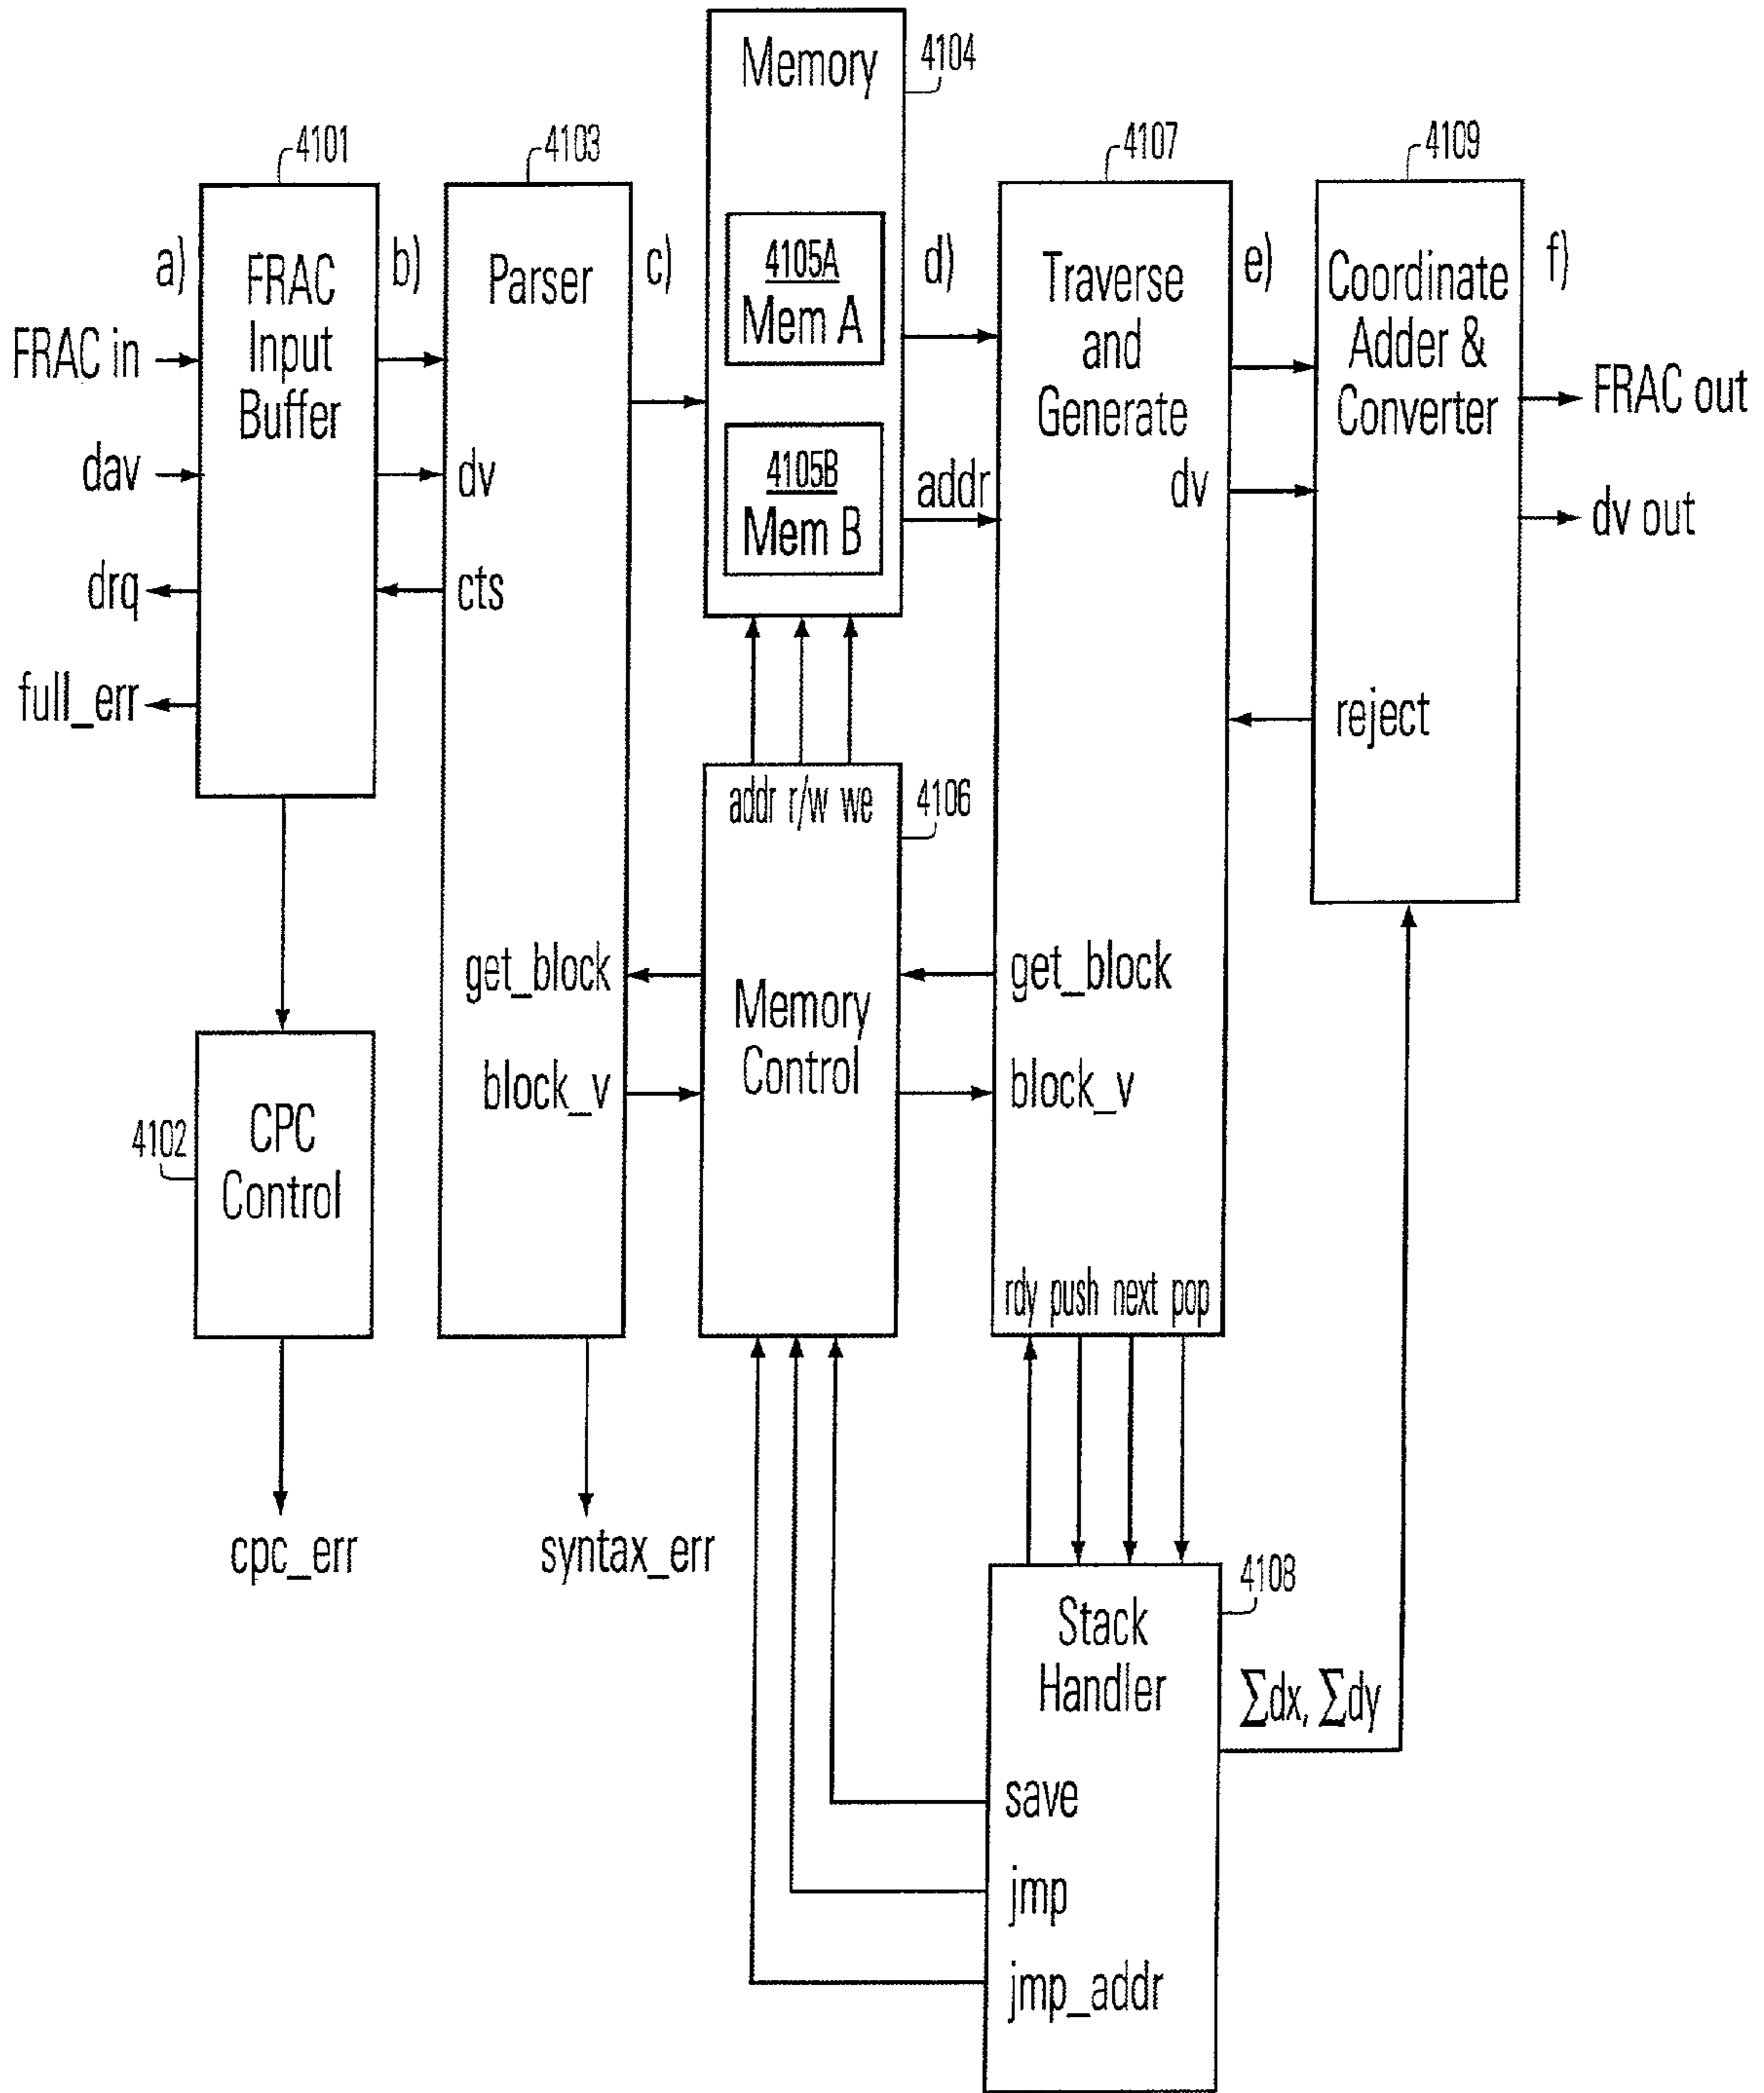 Memory
4104
4101
4103
4107
4109
a)
FRAC
Input
Buffer
b)
Parser
c)
4105A
Mem A
d)
Traverse
and
Generate
e)
Coordinate
Adder &
Converter
f)
FRAC in
FRAC out
dav
dv
4105B
Mem B
addr
dv
dv out
drq
cts
full_err
reject
addr r/w we
4106
get_block
Memory
Control
get_block
block_v
block_v
4102
CPC
Control
rdy push next pop
cpc_err
syntax_err
4108
Stack
Handler
∑dx, ∑dy
save
jmp
jmp_addr